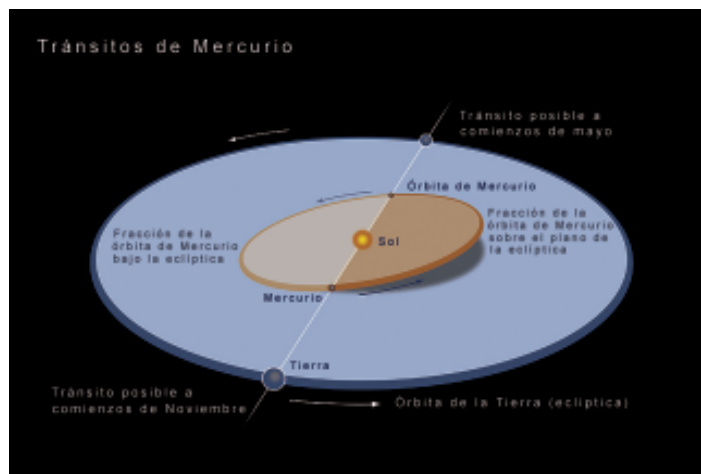 Tránsitos de Mercurio
Tránsito posible a
comienzos de mayo
Órbita de Mercurio
Fracción de la
órbita de Mercurio
bajo la eclíptica
Fracción de la
órbita de Mercurio
sobre el plano de
la eclíptica
Sol
Mercurio
Tierra
Tránsito posible a
comienzos de Noviembre
Órbita de la Tierra (eclíptica)